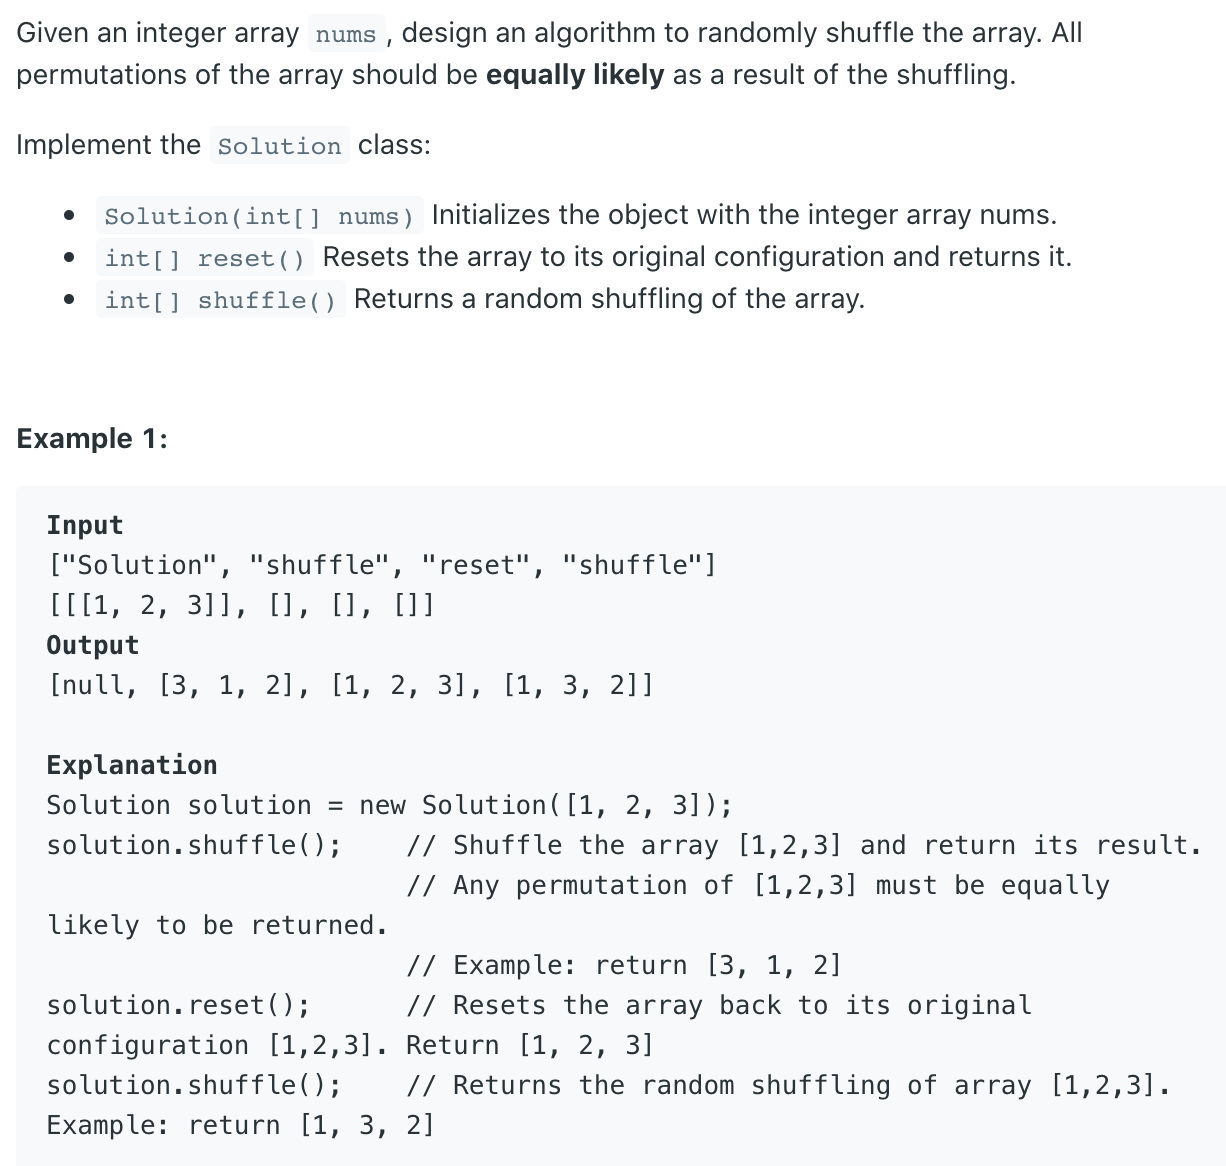 Given an integer array nums , design an algorithm to randomly shuffle the array. All
permutations of the array should be equally likely as a result of the shuffling.
Implement the Solution class:
• Solution(int[] nums) Initializes the object with the integer array nums.
• int[] reset() Resets the array to its original configuration and returns it.
• int[] shuffle() Returns a random shuffling of the array.
Example 1:
Input
["Solution", "shuffle", "reset", "shuffle"]
[[[1, 2, 3]], [], [], []]
Output
[null, [3, 1, 2], [1, 2, 3], [1, 3, 2]]
Explanation
Solution solution = new Solution([1, 2, 3]);
solution.shuffle();    // Shuffle the array [1,2,3] and return its result.
// Any permutation of [1,2,3] must be equally
likely to be returned.
// Example: return [3, 1, 2]
solution.reset();      // Resets the array back to its original
configuration [1,2,3]. Return [1, 2, 3]
solution.shuffle();    // Returns the random shuffling of array [1,2,3].
Example: return [1, 3, 2]